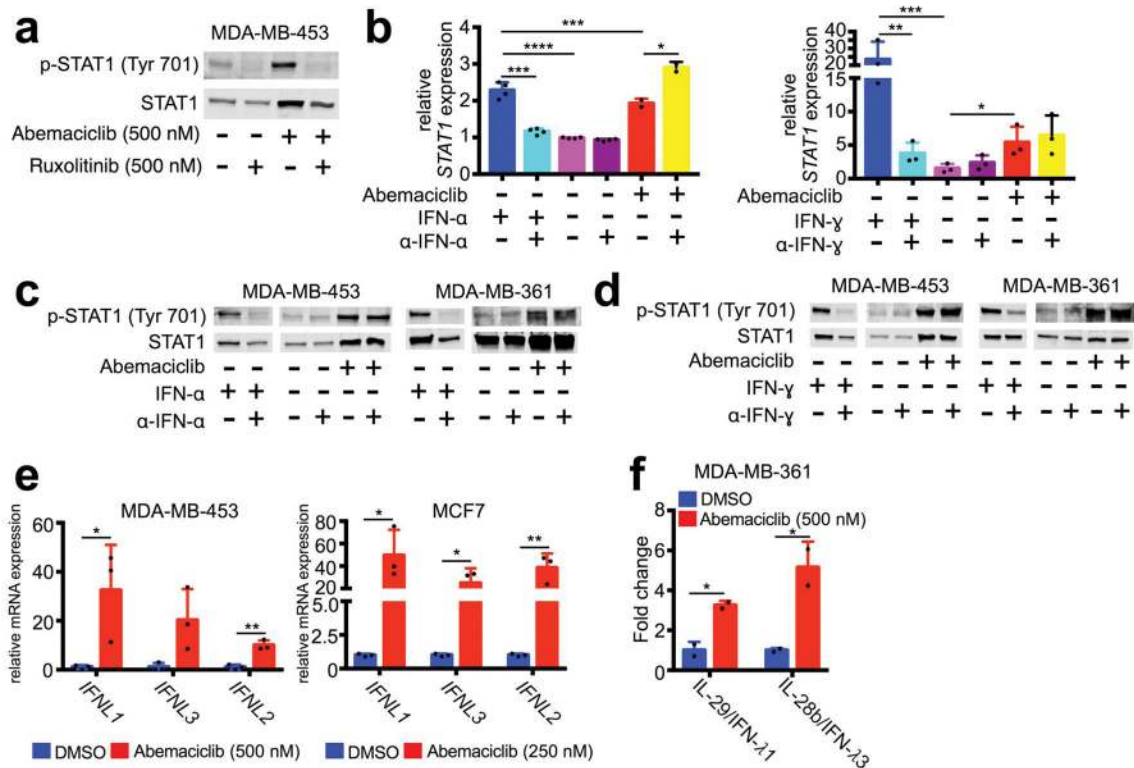 a
MDA-MB-453
p-STAT1 (Tyr 701)
STAT1
Abemaciclib (500 nM) - - + +
Ruxolitinib (500 nM) - + - +
b
relative
STAT1 expression
4
3
2
1
0
***
****
***
*
Abemaciclib - - - - + +
IFN-α + + - - - -
α-IFN-α - + - + - +
relative
STAT1 expression
40
30
20
15
10
5
0
***
**
*
Abemaciclib - - - - + +
IFN-ɣ + + - - - -
α-IFN-ɣ - + - + - +
c
MDA-MB-453 MDA-MB-361
p-STAT1 (Tyr 701)
STAT1
Abemaciclib - - - - + + - - - - + +
IFN-α + + - - - - + + - - - -
α-IFN-α - + - + - + - + - + - +
d
MDA-MB-453 MDA-MB-361
p-STAT1 (Tyr 701)
STAT1
Abemaciclib - - - - + + - - - - + +
IFN-ɣ + + - - - - + + - - - -
α-IFN-ɣ - + - + - + - + - + - +
e
MDA-MB-453
relative mRNA expression
60
40
20
0
*
**
IFNL1 IFNL3 IFNL2
DMSO Abemaciclib (500 nM)
MCF7
relative mRNA expression
80
60
40
20
5.0
2.5
0.0
*
*
**
IFNL1 IFNL3 IFNL2
DMSO Abemaciclib (250 nM)
f
MDA-MB-361
DMSO
Abemaciclib (500 nM)
Fold change
8
6
4
2
0
*
*
IL-29/IFN-λ1 IL-28b/IFN-λ3